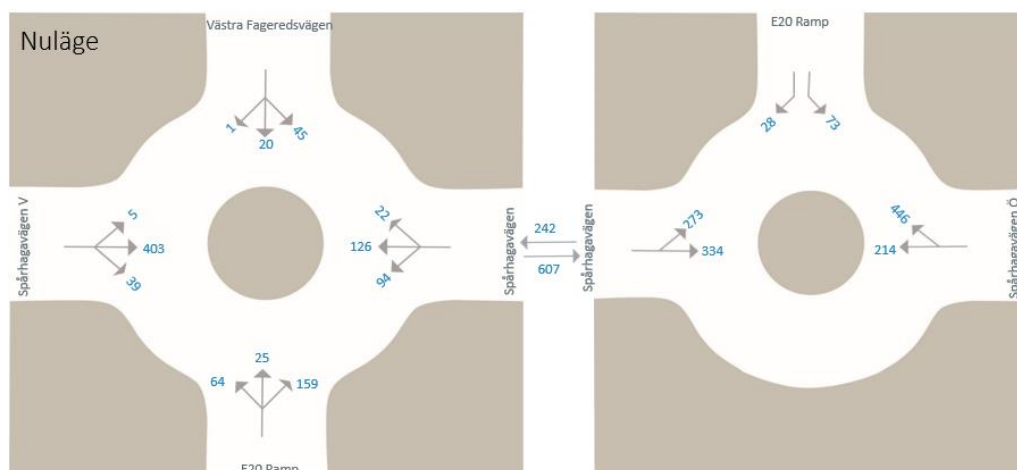 Nuläge
Västra Fageredsvägen
1
20
45
Spårhagavägen V
5
403
39
22
126
94
Spårhagavägen
25
64
159
E20 Ramp
242
607
E20 Ramp
28
73
Spårhagavägen
273
334
446
214
Spårhagavägen Ö